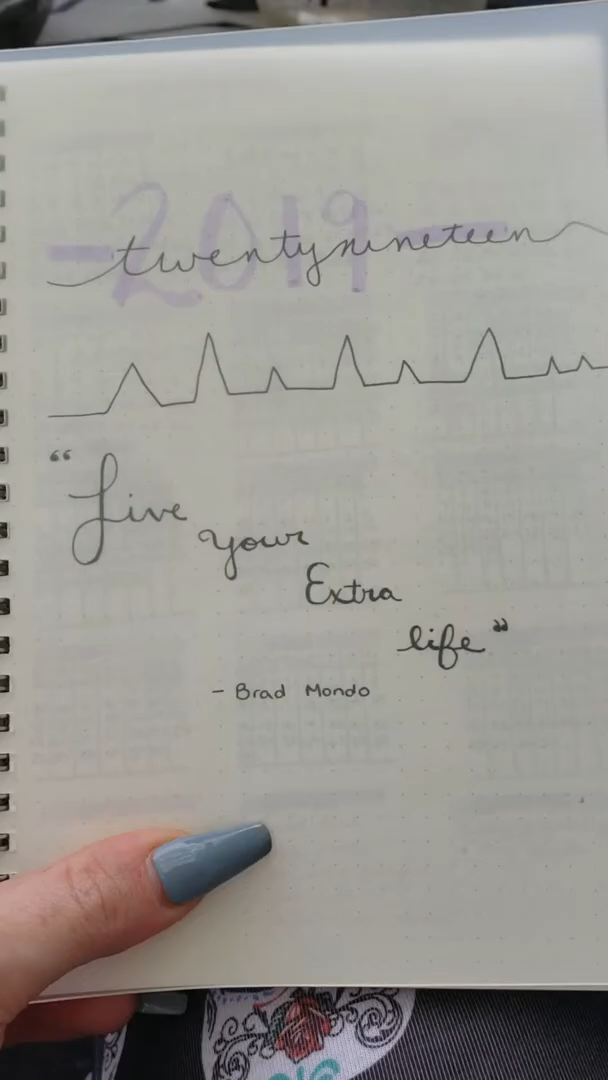 -2019-
twentynineteen
"Live
your
Extra
life"
- Brad Mondo